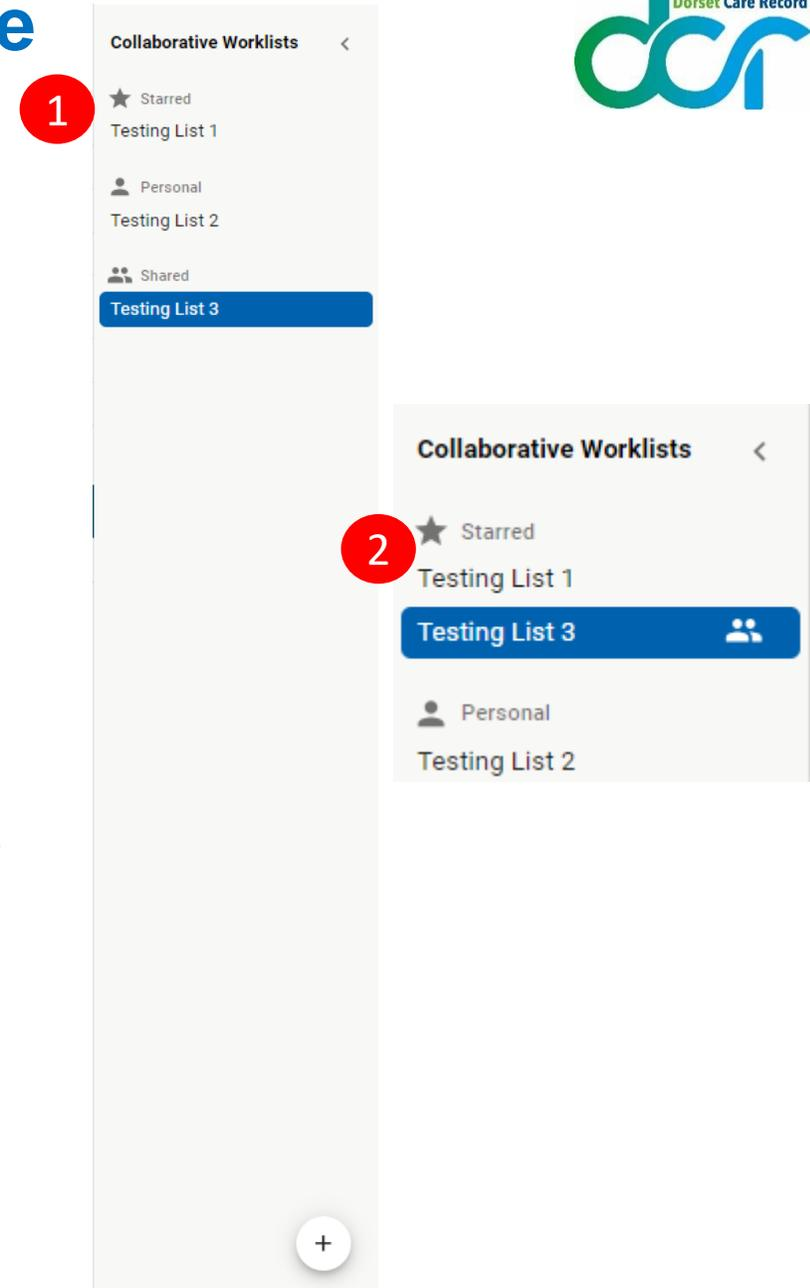 e
Dorset Care Record
dcr
Collaborative Worklists
1
Starred
Testing List 1
Personal
Testing List 2
Shared
Testing List 3
Collaborative Worklists
2
Starred
Testing List 1
Testing List 3
Personal
Testing List 2
+